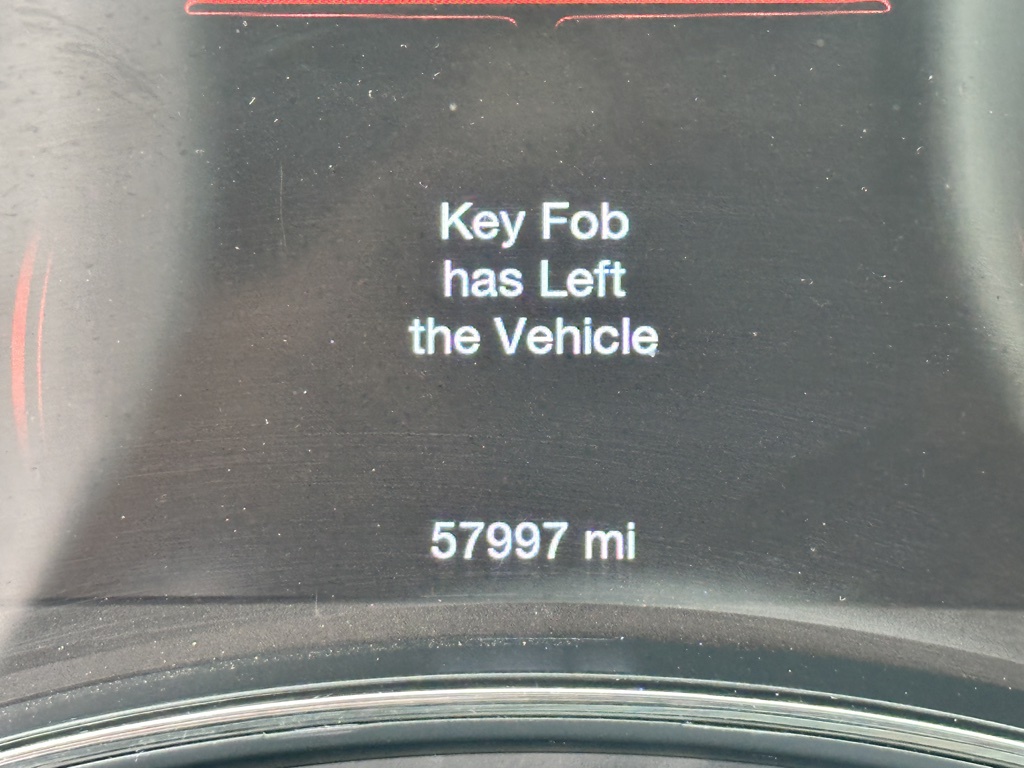 Key Fob
has Left
the Vehicle
57997 mi